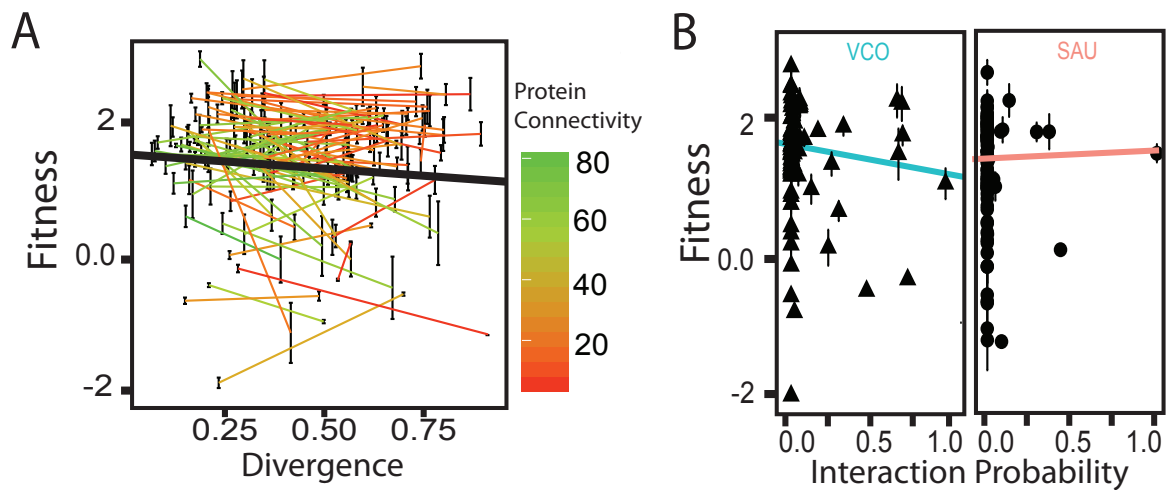 A
Fitness
2
0.0
-2
0.25 0.50 0.75
Divergence
Protein
Connectivity
80
60
40
20
B
VCO
SAU
Fitness
2
0.0
-2
0.0 0.5 1.0
0.0 0.5 1.0
Interaction Probability